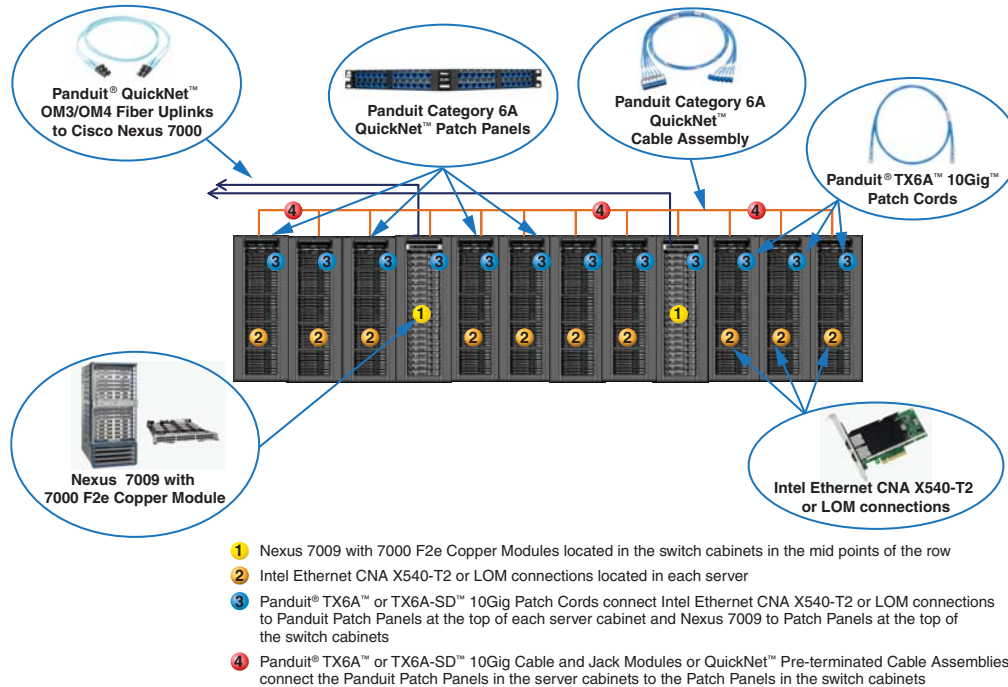 Panduit® QuickNet™
OM3/OM4 Fiber Uplinks
to Cisco Nexus 7000
Panduit Category 6A
QuickNet™ Patch Panels
Panduit Category 6A
QuickNet™
Cable Assembly
Panduit® TX6A™ 10Gig™
Patch Cords
4 4 4
3 3 3 3 3 3 3 3 3 3 3 3
1 1
2 2 2 2 2 2 2 2 2 2
Nexus 7009 with
7000 F2e Copper Module
Intel Ethernet CNA X540-T2
or LOM connections
1 Nexus 7009 with 7000 F2e Copper Modules located in the switch cabinets in the mid points of the row
2 Intel Ethernet CNA X540-T2 or LOM connections located in each server
3 Panduit® TX6A™ or TX6A-SD™ 10Gig Patch Cords connect Intel Ethernet CNA X540-T2 or LOM connections
to Panduit Patch Panels at the top of each server cabinet and Nexus 7009 to Patch Panels at the top of
the switch cabinets
4 Panduit® TX6A™ or TX6A-SD™ 10Gig Cable and Jack Modules or QuickNet™ Pre-terminated Cable Assemblies
connect the Panduit Patch Panels in the server cabinets to the Patch Panels in the switch cabinets